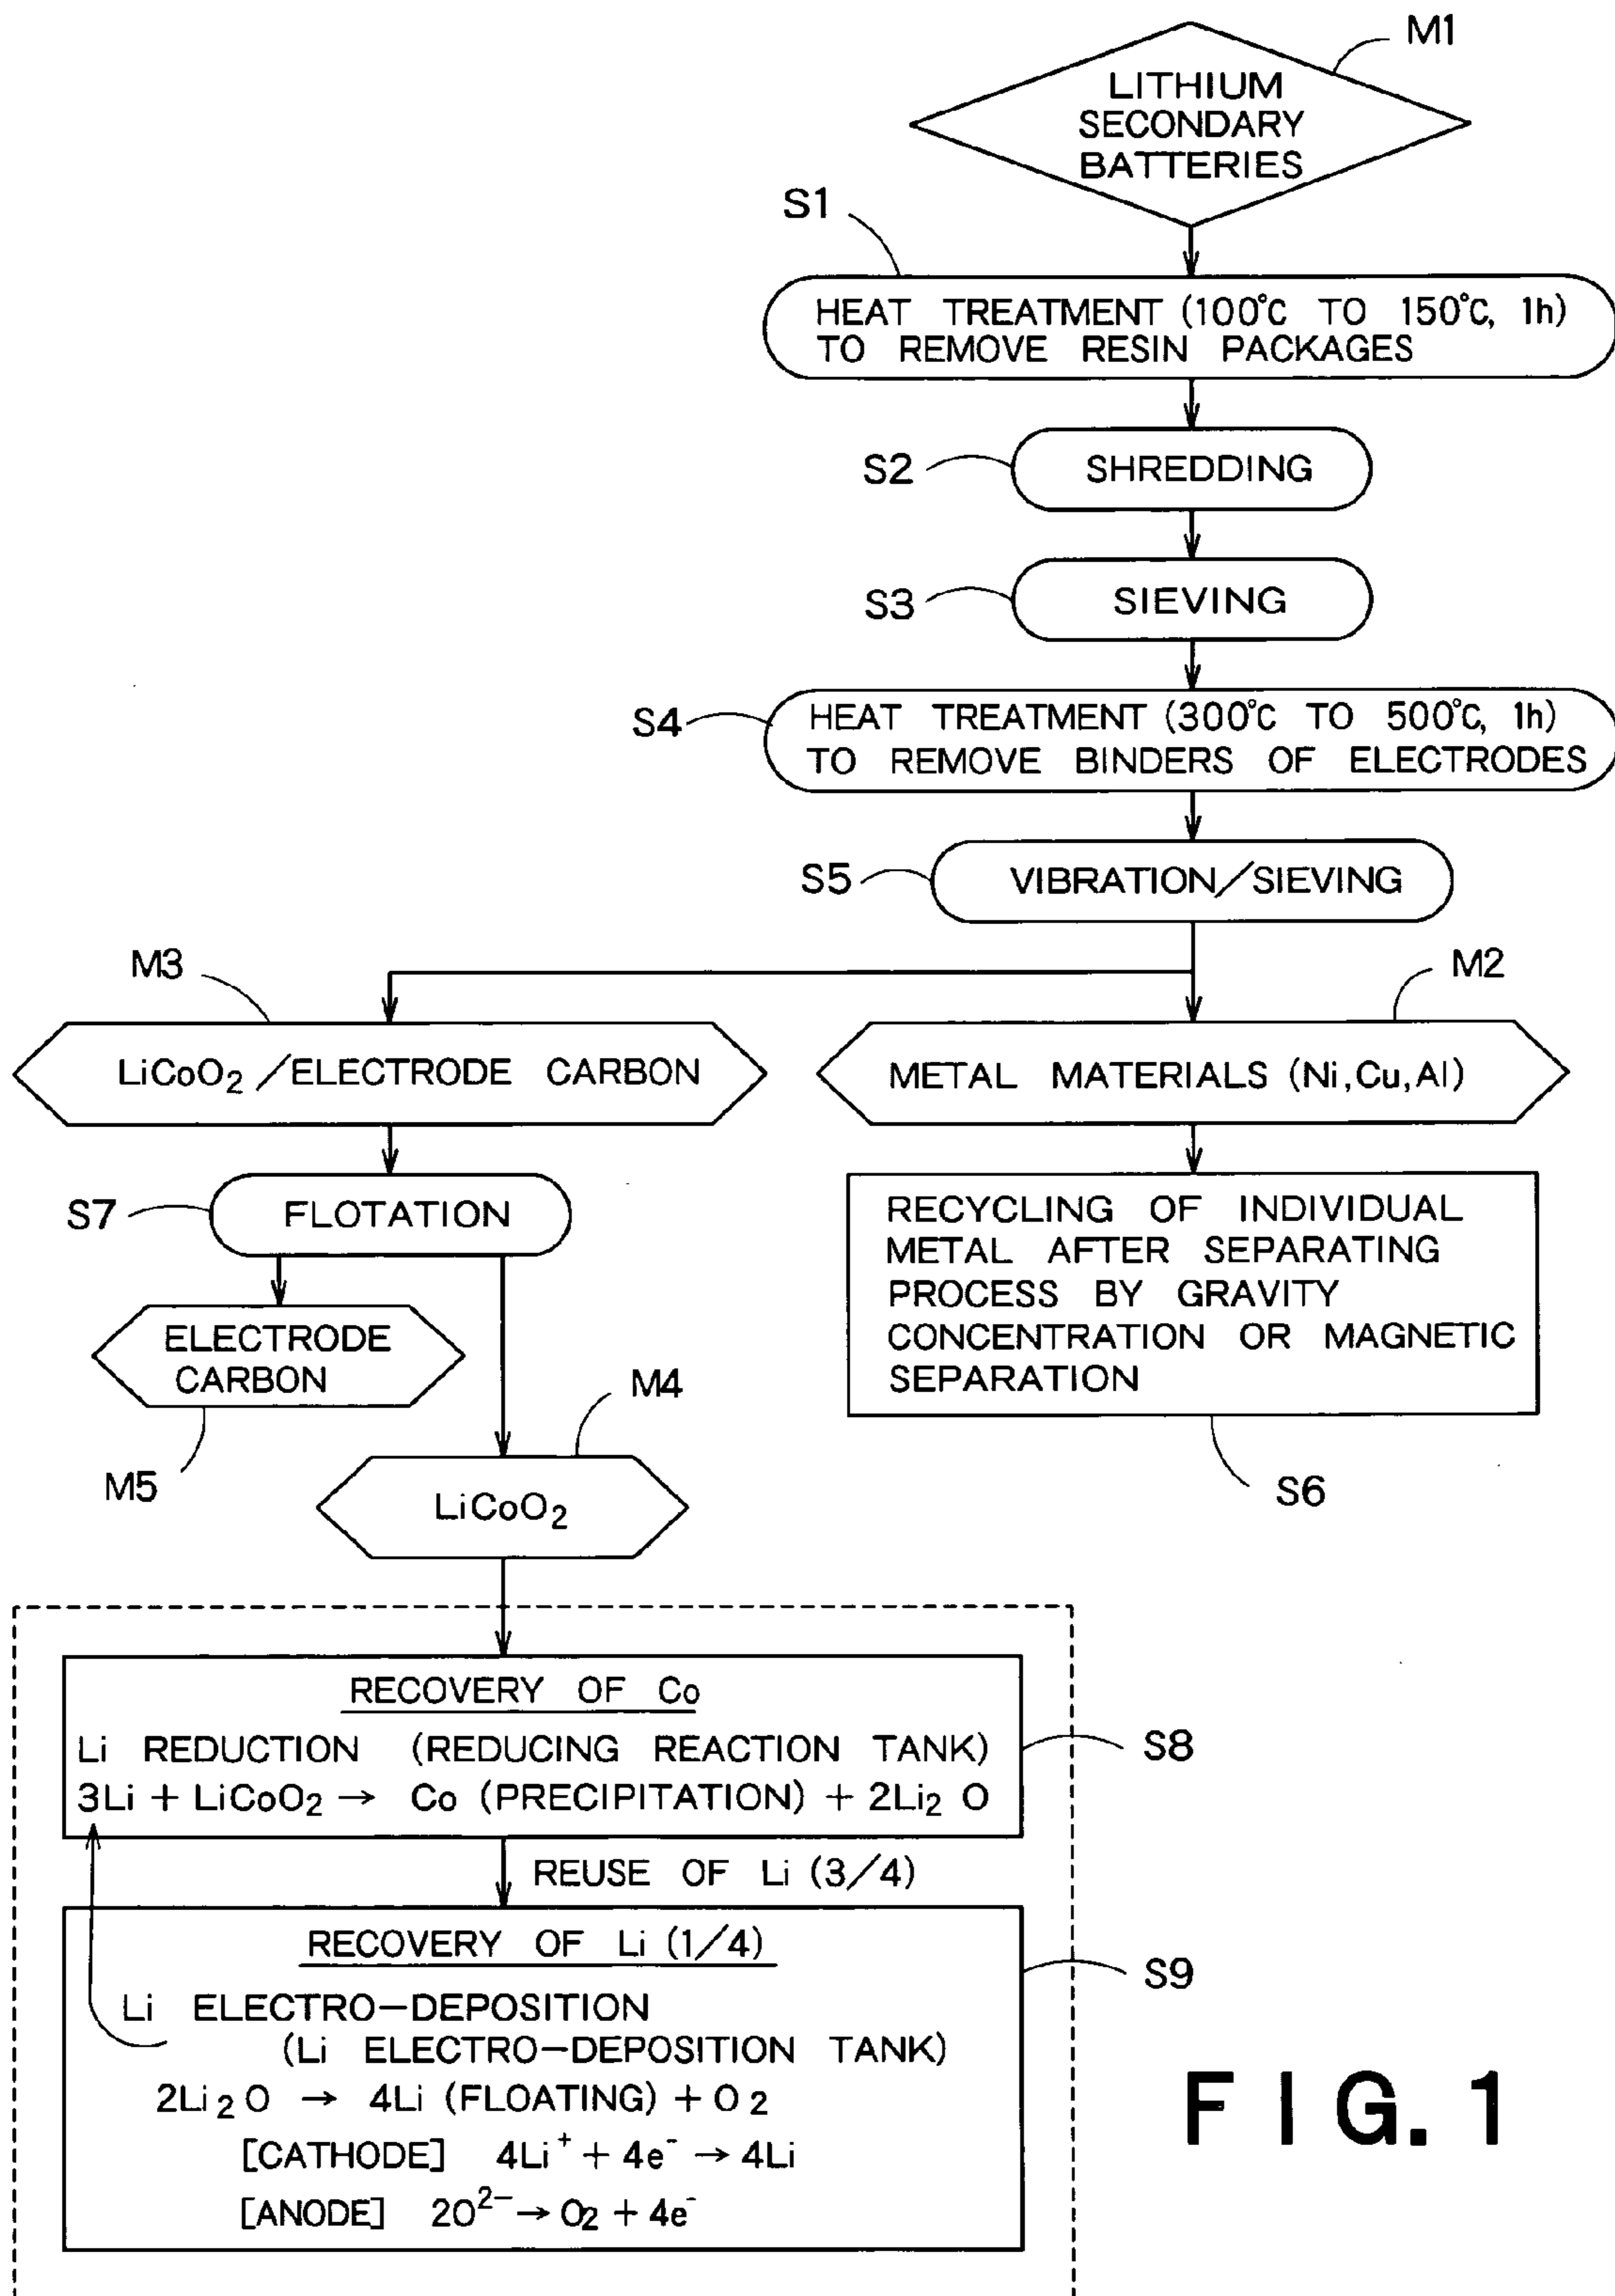 M1
LITHIUM
SECONDARY
BATTERIES
S1
HEAT TREATMENT (100°C TO 150°C, 1h)
TO REMOVE RESIN PACKAGES
S2
SHREDDING
S3
SIEVING
S4
HEAT TREATMENT (300°C TO 500°C, 1h)
TO REMOVE BINDERS OF ELECTRODES
S5
VIBRATION/SIEVING
M3
M2
LiCoO₂/ELECTRODE CARBON
METAL MATERIALS (Ni,Cu,Al)
S7
FLOTATION
RECYCLING OF INDIVIDUAL
METAL AFTER SEPARATING
PROCESS BY GRAVITY
CONCENTRATION OR MAGNETIC
SEPARATION
S6
ELECTRODE
CARBON
M5
M4
LiCoO₂
RECOVERY OF Co
Li REDUCTION (REDUCING REACTION TANK)
3Li + LiCoO₂ → Co (PRECIPITATION) + 2Li₂ O
S8
REUSE OF Li (3/4)
RECOVERY OF Li (1/4)
S9
Li ELECTRO-DEPOSITION
(Li ELECTRO-DEPOSITION TANK)
2Li₂O → 4Li (FLOATING) + O₂
[CATHODE] 4Li⁺ + 4e⁻ → 4Li
[ANODE] 2O²⁻ → O₂ + 4e⁻
FIG. 1